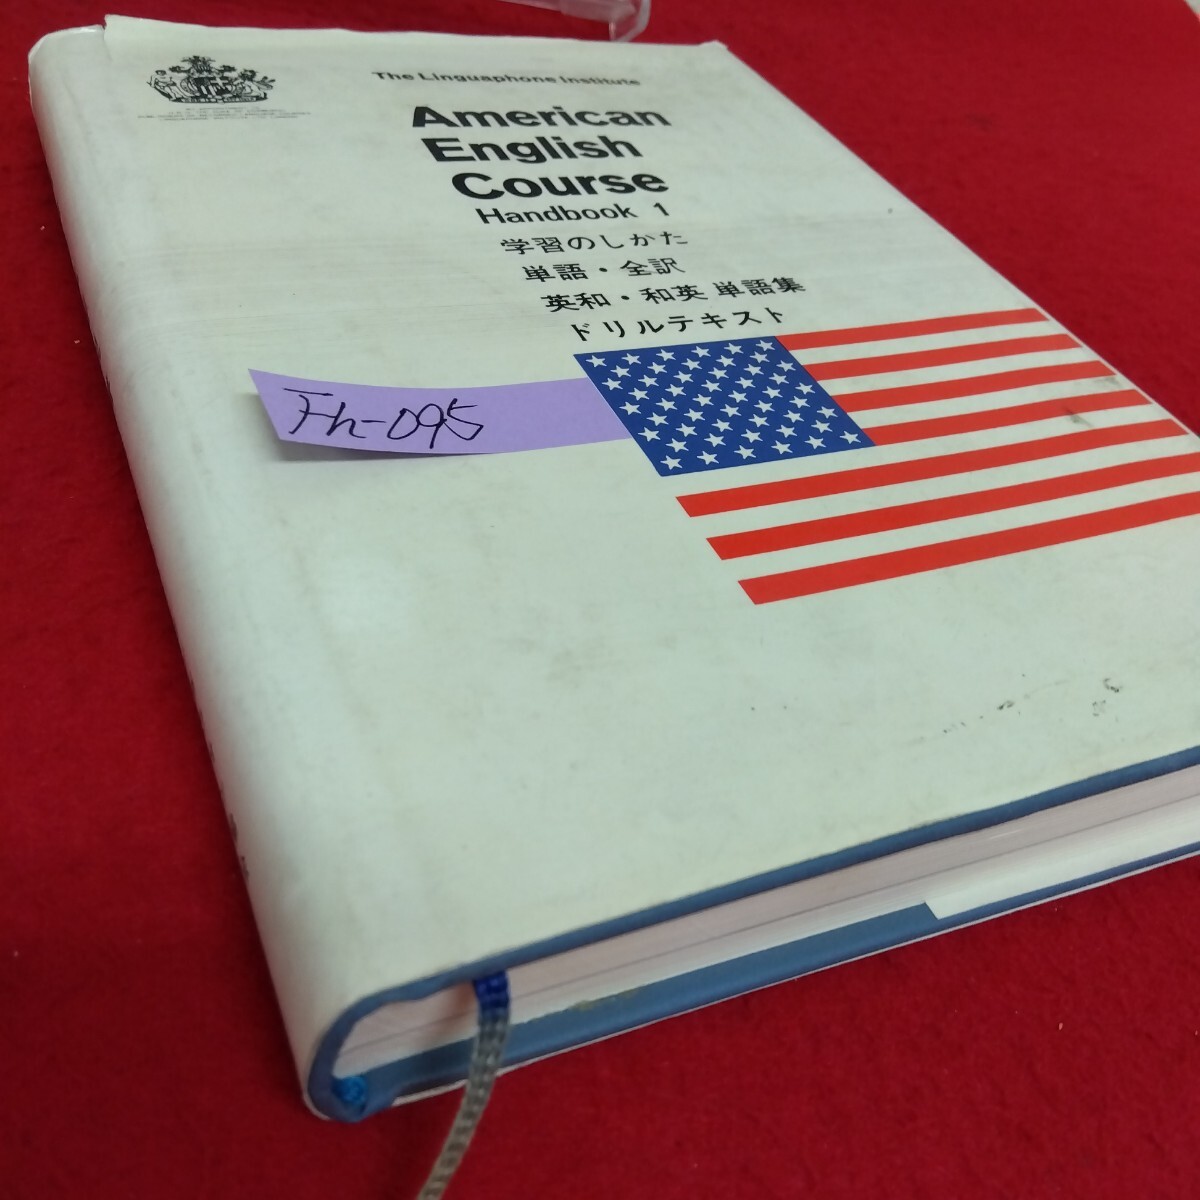 The Linguaphone Institute
American
English
Course
Handbook 1
学習のしかた
単語・全訳
英和・和英 単語集
ドリルテキスト
Fh-095